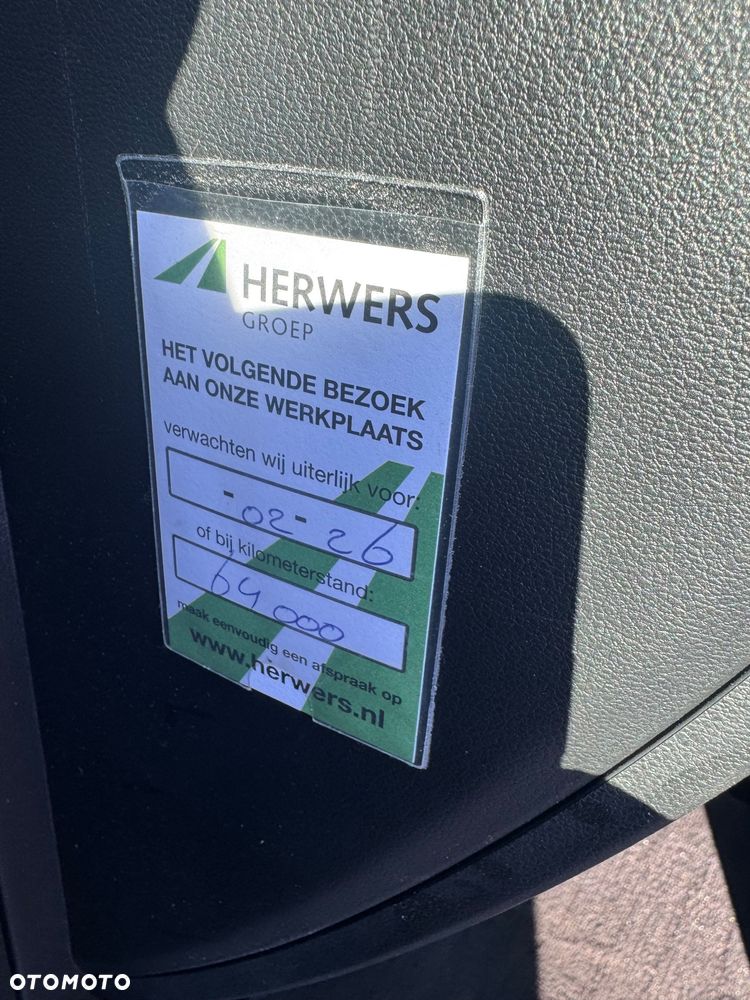 HERWERS
GROEP
HET VOLGENDE BEZOEK
AAN ONZE WERKPLAATS
verwachten wij uiterlijk voor:
-02-26
of bij kilometerstand:
64 000
maak eenvoudig een afspraak op
www.herwers.nl
OTOMOTO